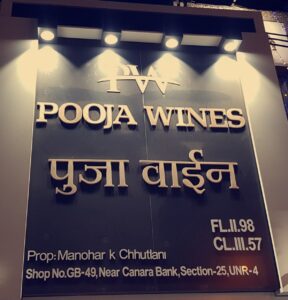 PW
POOJA WINES
पुजा वाईन
FL.II.98
CL.III.57
Prop: Manohar k Chhutlani
Shop No.GB-49, Near Canara Bank, Section-25, UNR-4